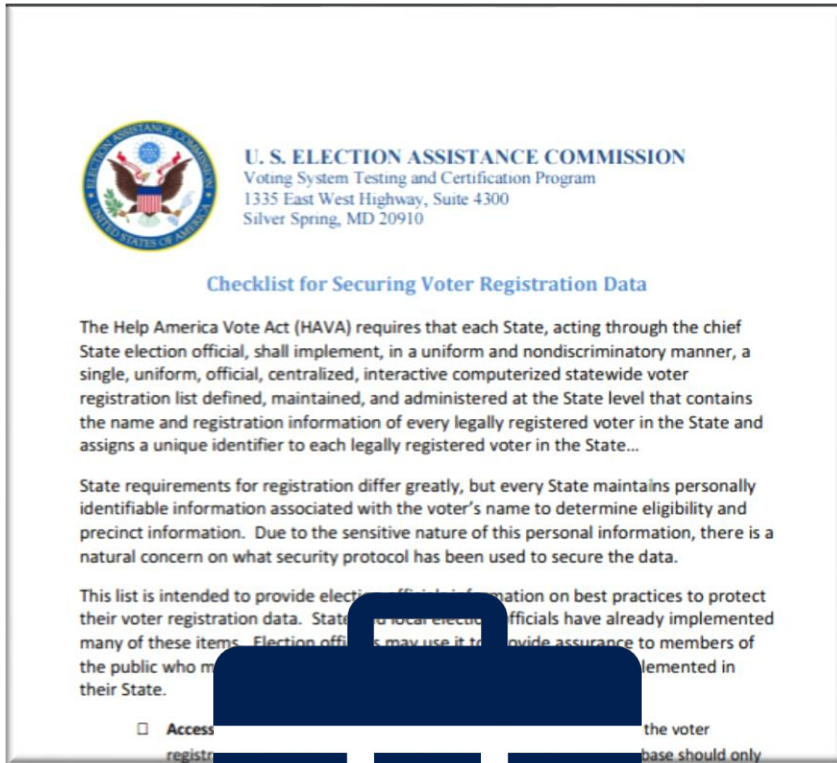 U. S. ELECTION ASSISTANCE COMMISSION
Voting System Testing and Certification Program
1335 East West Highway, Suite 4300
Silver Spring, MD 20910
ELECTION ASSISTANCE COMMISSION
UNITED STATES OF AMERICA
Checklist for Securing Voter Registration Data
The Help America Vote Act (HAVA) requires that each State, acting through the chief
State election official, shall implement, in a uniform and nondiscriminatory manner, a
single, uniform, official, centralized, interactive computerized statewide voter
registration list defined, maintained, and administered at the State level that contains
the name and registration information of every legally registered voter in the State and
assigns a unique identifier to each legally registered voter in the State…
State requirements for registration differ greatly, but every State maintains personally
identifiable information associated with the voter's name to determine eligibility and
precinct information.  Due to the sensitive nature of this personal information, there is a
natural concern on what security protocol has been used to secure the data.
This list is intended to provide election officials information on best practices to protect
their voter registration data.  State and local election officials have already implemented
many of these items.  Election may use it to provide assurance to members of
the public who
their State.
☐ Access the voter
should only